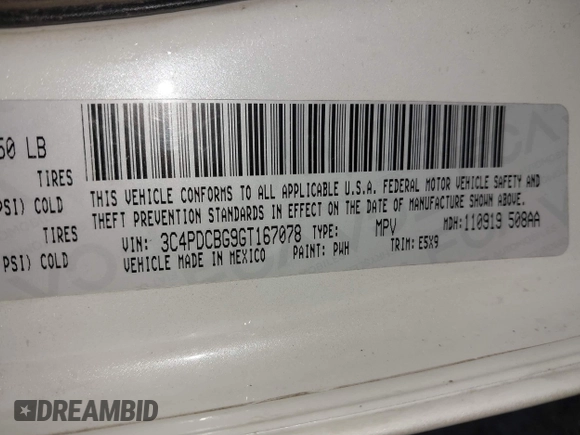 50 LB
TIRES
PSI) COLD
TIRES
PSI) COLD
THIS VEHICLE CONFORMS TO ALL APPLICABLE U.S.A. FEDERAL MOTOR VEHICLE SAFETY AND
THEFT PREVENTION STANDARDS IN EFFECT ON THE DATE OF MANUFACTURE SHOWN ABOVE.
VIN: 3C4PDCBG9GT167078 TYPE: MPV MDH: 110919 508AA
VEHICLE MADE IN MEXICO PAINT: PWH TRIM: E5X9
DREAMBID